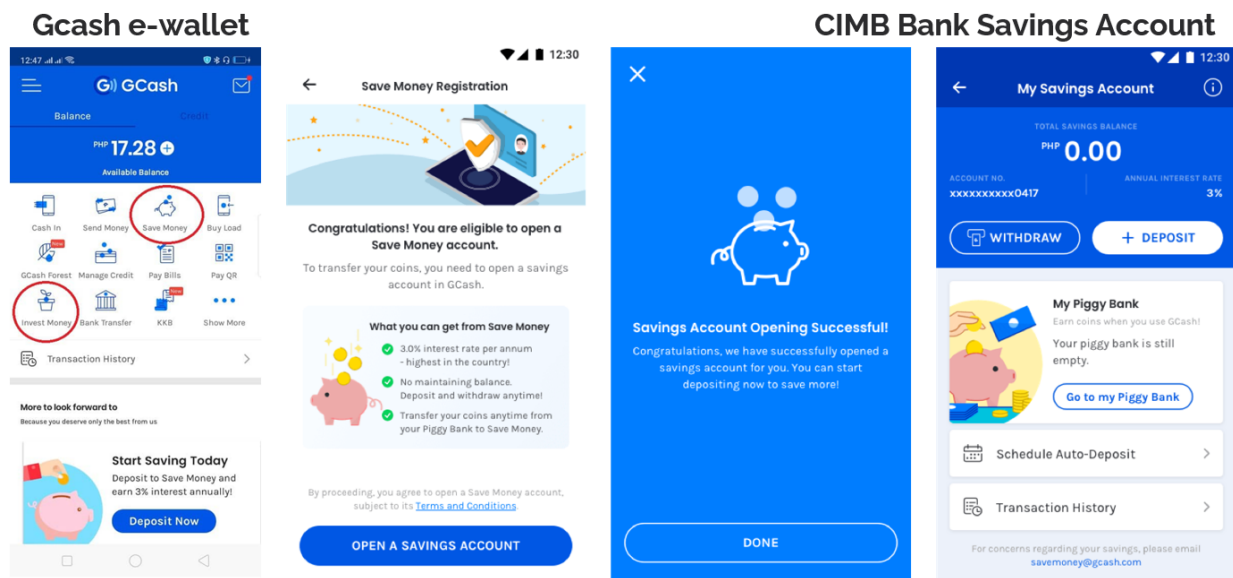 Gcash e-wallet
CIMB Bank Savings Account
12:47
GCash
Balance
Credit
PHP 17.28
Available Balance
Cash In
Send Money
Save Money
Buy Load
New
GCash Forest
Manage Credit
Pay Bills
Pay QR
New
Invest Money
Bank Transfer
KKB
Show More
Transaction History
More to look forward to
Because you deserve only the best from us
Start Saving Today
Deposit to Save Money and
earn 3% interest annually!
Deposit Now
12:30
Save Money Registration
Congratulations! You are eligible to open a
Save Money account.
To transfer your coins, you need to open a savings
account in GCash.
What you can get from Save Money
3.0% interest rate per annum
- highest in the country!
No maintaining balance.
Deposit and withdraw anytime!
Transfer your coins anytime from
your Piggy Bank to Save Money.
By proceeding, you agree to open a Save Money account,
subject to its Terms and Conditions.
OPEN A SAVINGS ACCOUNT
Savings Account Opening Successful!
Congratulations, we have successfully opened a
savings account for you. You can start
depositing now to save more!
DONE
12:30
My Savings Account
TOTAL SAVINGS BALANCE
PHP 0.00
ACCOUNT NO.
ANNUAL INTEREST RATE
xxxxxxxxxx0417
3%
WITHDRAW
+ DEPOSIT
My Piggy Bank
Earn coins when you use GCash!
Your piggy bank is still
empty.
Go to my Piggy Bank
Schedule Auto-Deposit
Transaction History
For concerns regarding your savings, please email
savemoney@gcash.com